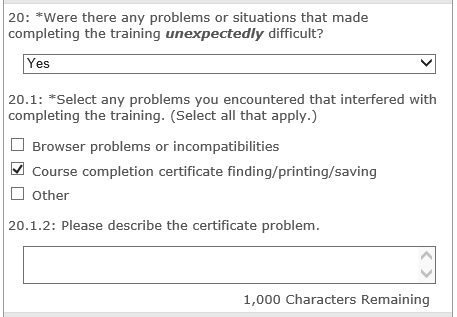 20: *Were there any problems or situations that made
completing the training unexpectedly difficult?
Yes
20.1: *Select any problems you encountered that interfered with
completing the training. (Select all that apply.)
Browser problems or incompatibilities
Course completion certificate finding/printing/saving
Other
20.1.2: Please describe the certificate problem.
1,000 Characters Remaining